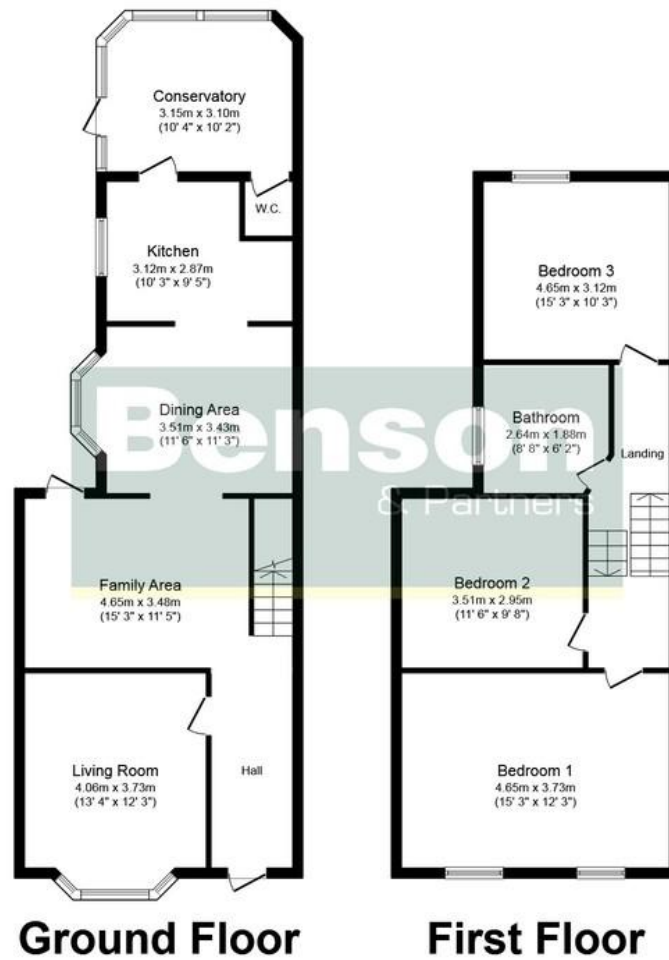 Conservatory
3.15m x 3.10m
(10' 4" x 10' 2")
W.C.
Kitchen
3.12m x 2.87m
(10' 3" x 9' 5")
Dining Area
3.51m x 3.43m
(11' 6" x 11' 3")
Family Area
4.65m x 3.48m
(15' 3" x 11' 5")
Living Room
4.06m x 3.73m
(13' 4" x 12' 3")
Hall
Ground Floor
Bedroom 3
4.65m x 3.12m
(15' 3" x 10' 3")
Bathroom
2.64m x 1.88m
(8' 8" x 6' 2")
Landing
Bedroom 2
3.51m x 2.95m
(11' 6" x 9' 8")
Bedroom 1
4.65m x 3.73m
(15' 3" x 12' 3")
First Floor
Benson
& Partners